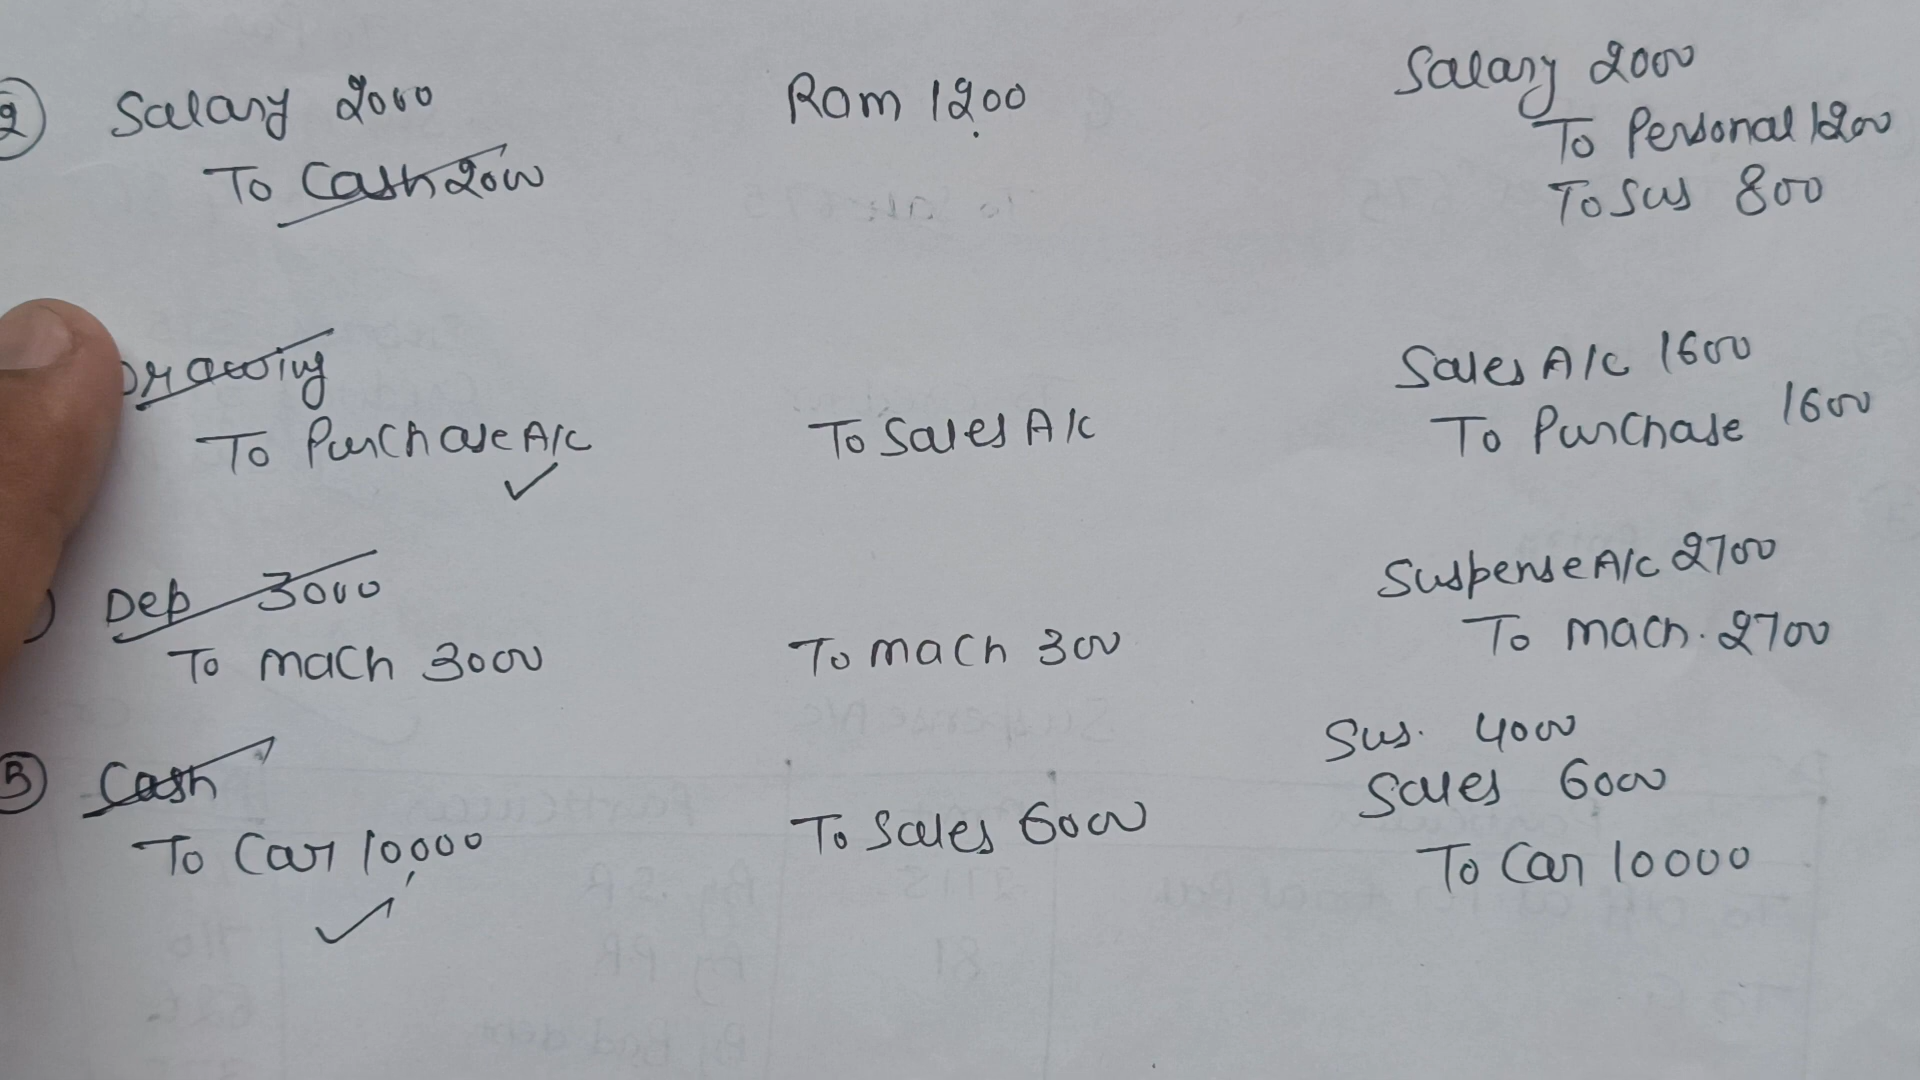 2 Salary 2000
To Cash 2000
Ram 1200
Salary 2000
To Personal 1200
To Sus 800
Drawing
To Purchase A/c
To Sales A/c
Sales A/c 1600
To Purchase 1600
) Dep 3000
To mach 3000
To mach 300
Suspense A/c 2700
To mach. 2700
5 Cash
To Car 10,000
To Sales 6000
Sus. 4000
Sales 6000
To Car 10000